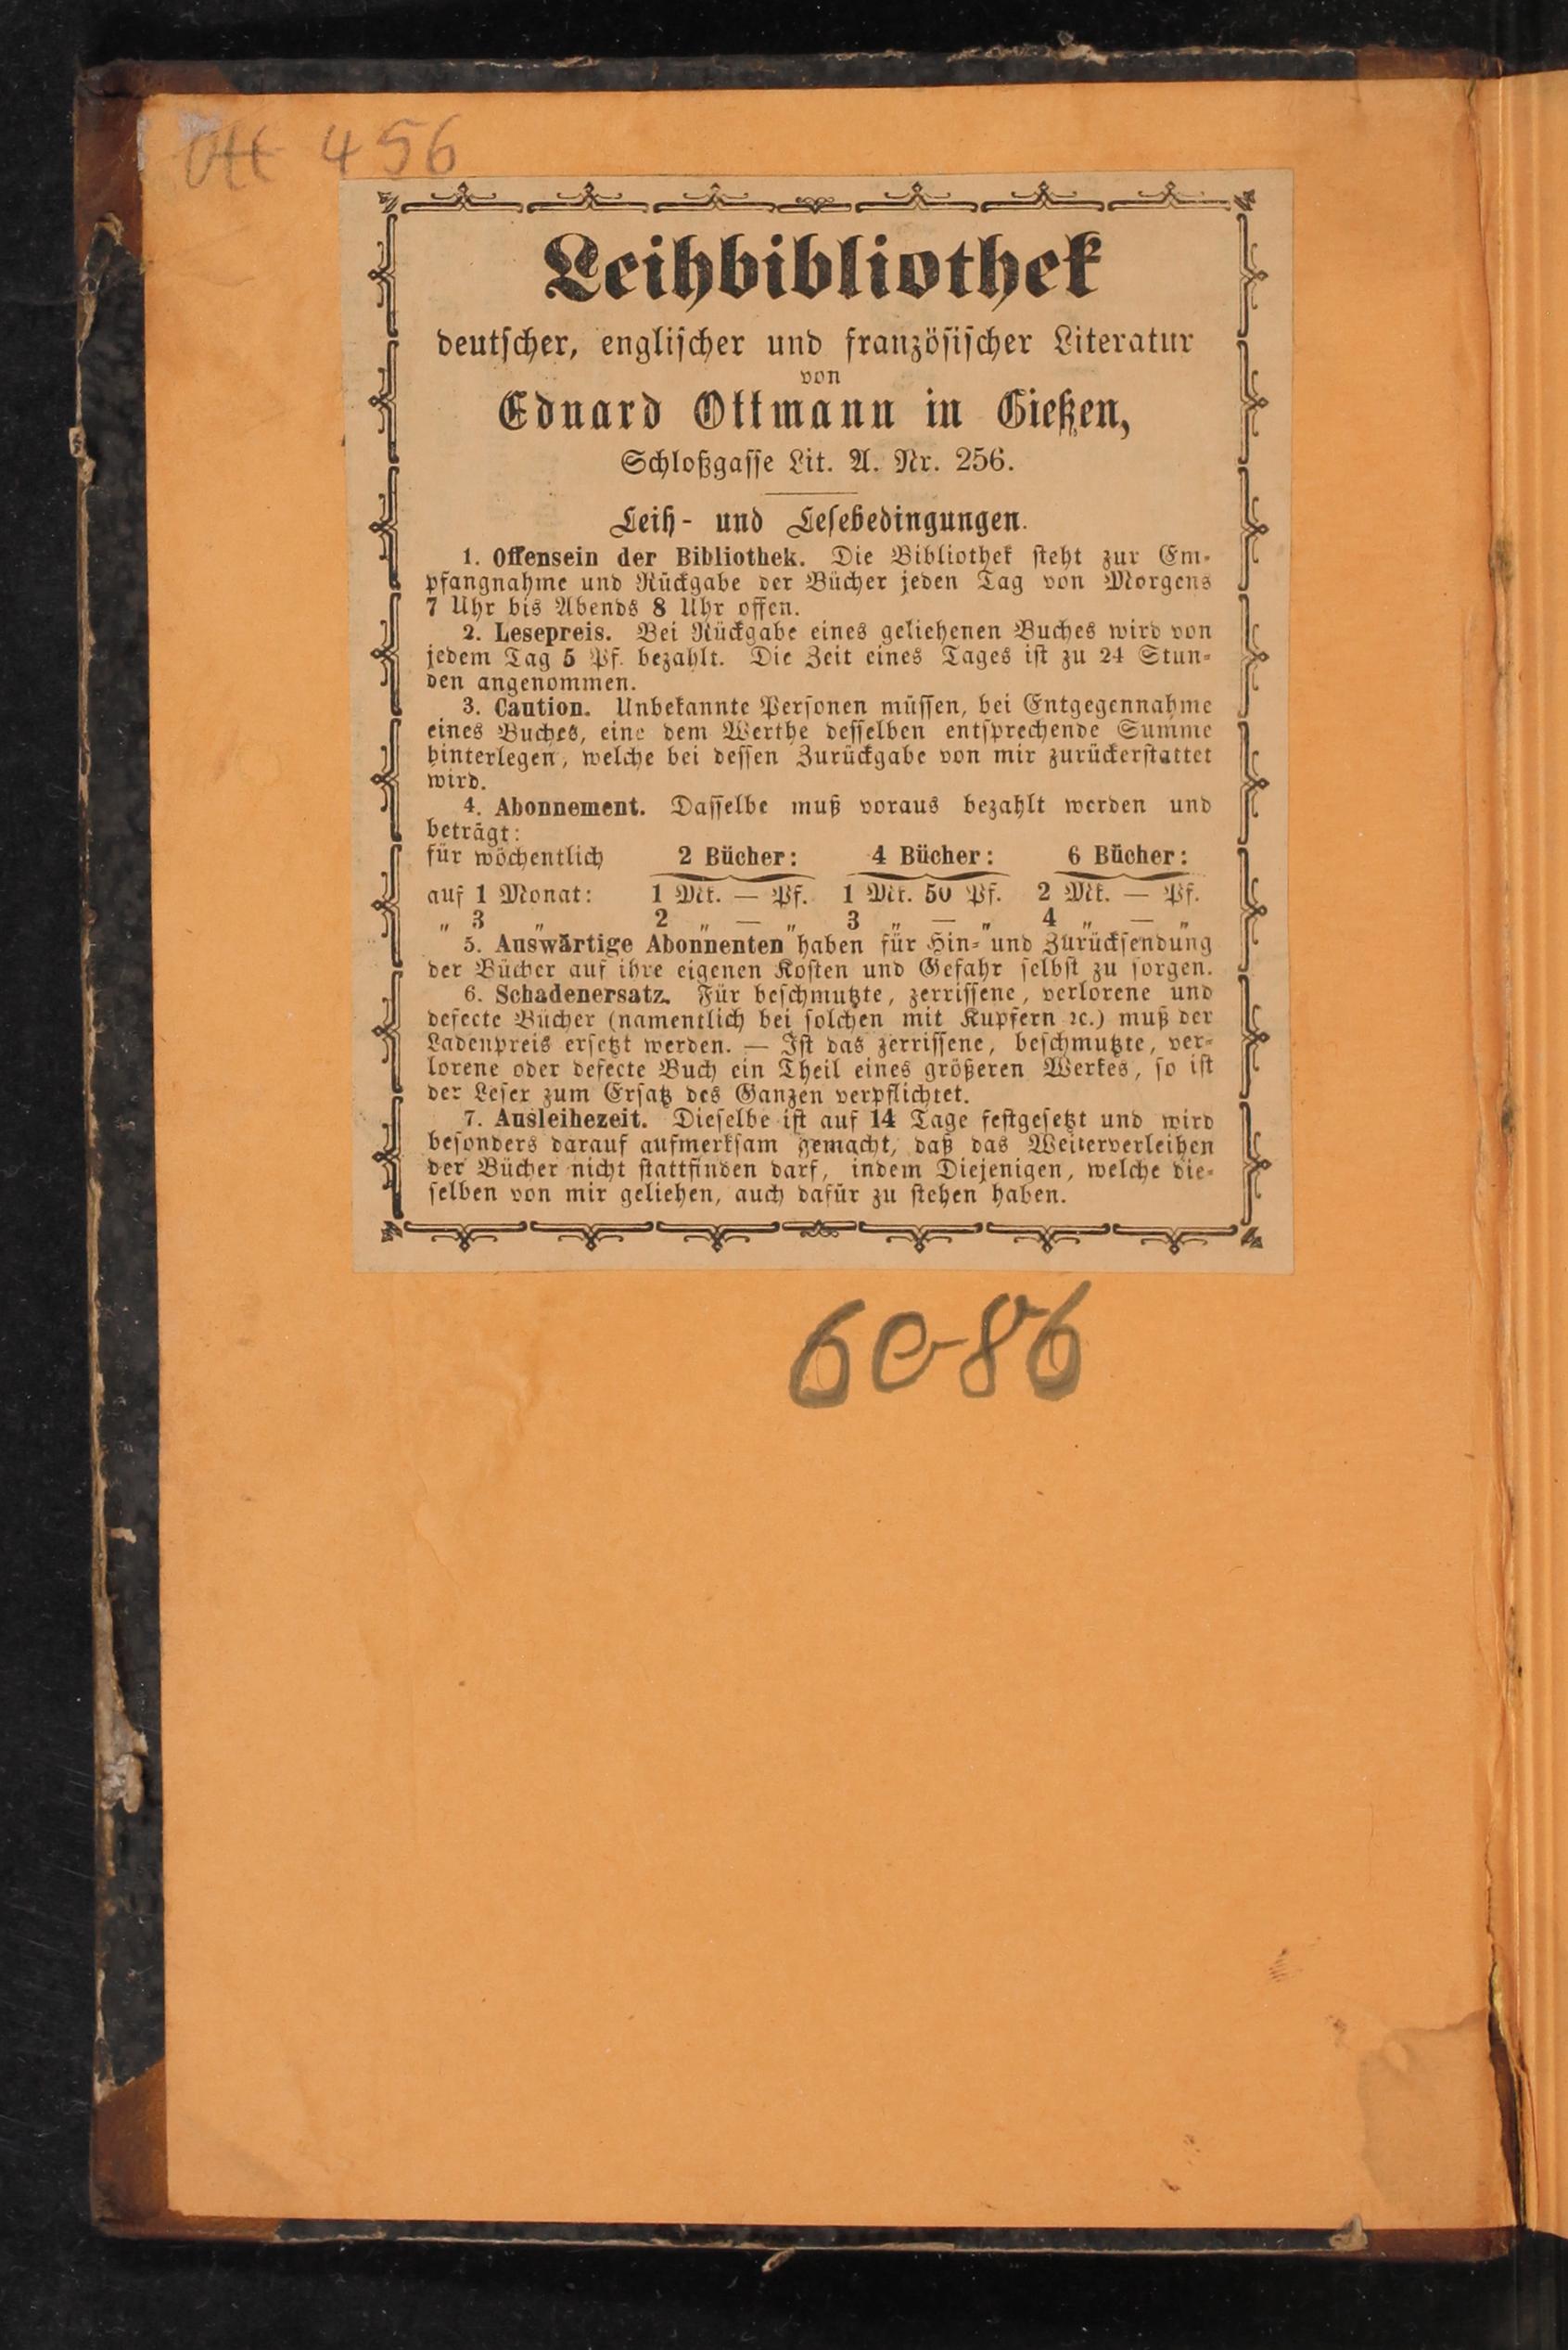 Ott 456
Leihbibliothek
deutscher, englischer und französischer Literatur
von
Eduard Ottmann in Gießen,
Schloßgasse Lit. A. Nr. 256.
Leih- und Lesebedingungen.
1. Offensein der Bibliothek. Die Bibliothek steht zur Em-
pfangnahme und Rückgabe der Bücher jeden Tag von Morgens
7 Uhr bis Abends 8 Uhr offen.
2. Lesepreis. Bei Rückgabe eines geliehenen Buches wird von
jedem Tag 5 Pf. bezahlt. Die Zeit eines Tages ist zu 24 Stun-
den angenommen.
3. Caution. Unbekannte Personen müssen, bei Entgegennahme
eines Buches, eine dem Werthe desselben entsprechende Summe
hinterlegen, welche bei dessen Zurückgabe von mir zurückerstattet
wird.
4. Abonnement. Dasselbe muß voraus bezahlt werden und
beträgt:
für wöchentlich 2 Bücher: 4 Bücher: 6 Bücher:
auf 1 Monat: 1 Mk. — Pf. 1 Mk. 50 Pf. 2 Mk. — Pf.
„ 3 „ 2 „ — „ 3 „ — „ 4 „ — „
5. Auswärtige Abonnenten haben für Hin- und Zurücksendung
der Bücher auf ihre eigenen Kosten und Gefahr selbst zu sorgen.
6. Schadenersatz. Für beschmutzte, zerrissene, verlorene und
defecte Bücher (namentlich bei solchen mit Kupfern ꝛc.) muß der
Ladenpreis ersetzt werden. — Ist das zerrissene, beschmutzte, ver-
lorene oder defecte Buch ein Theil eines größeren Werkes, so ist
der Leser zum Ersatz des Ganzen verpflichtet.
7. Ausleihezeit. Dieselbe ist auf 14 Tage festgesetzt und wird
besonders darauf aufmerksam gemacht, daß das Weiterverleihen
der Bücher nicht stattfinden darf, indem Diejenigen, welche die-
selben von mir geliehen, auch dafür zu stehen haben.
6086